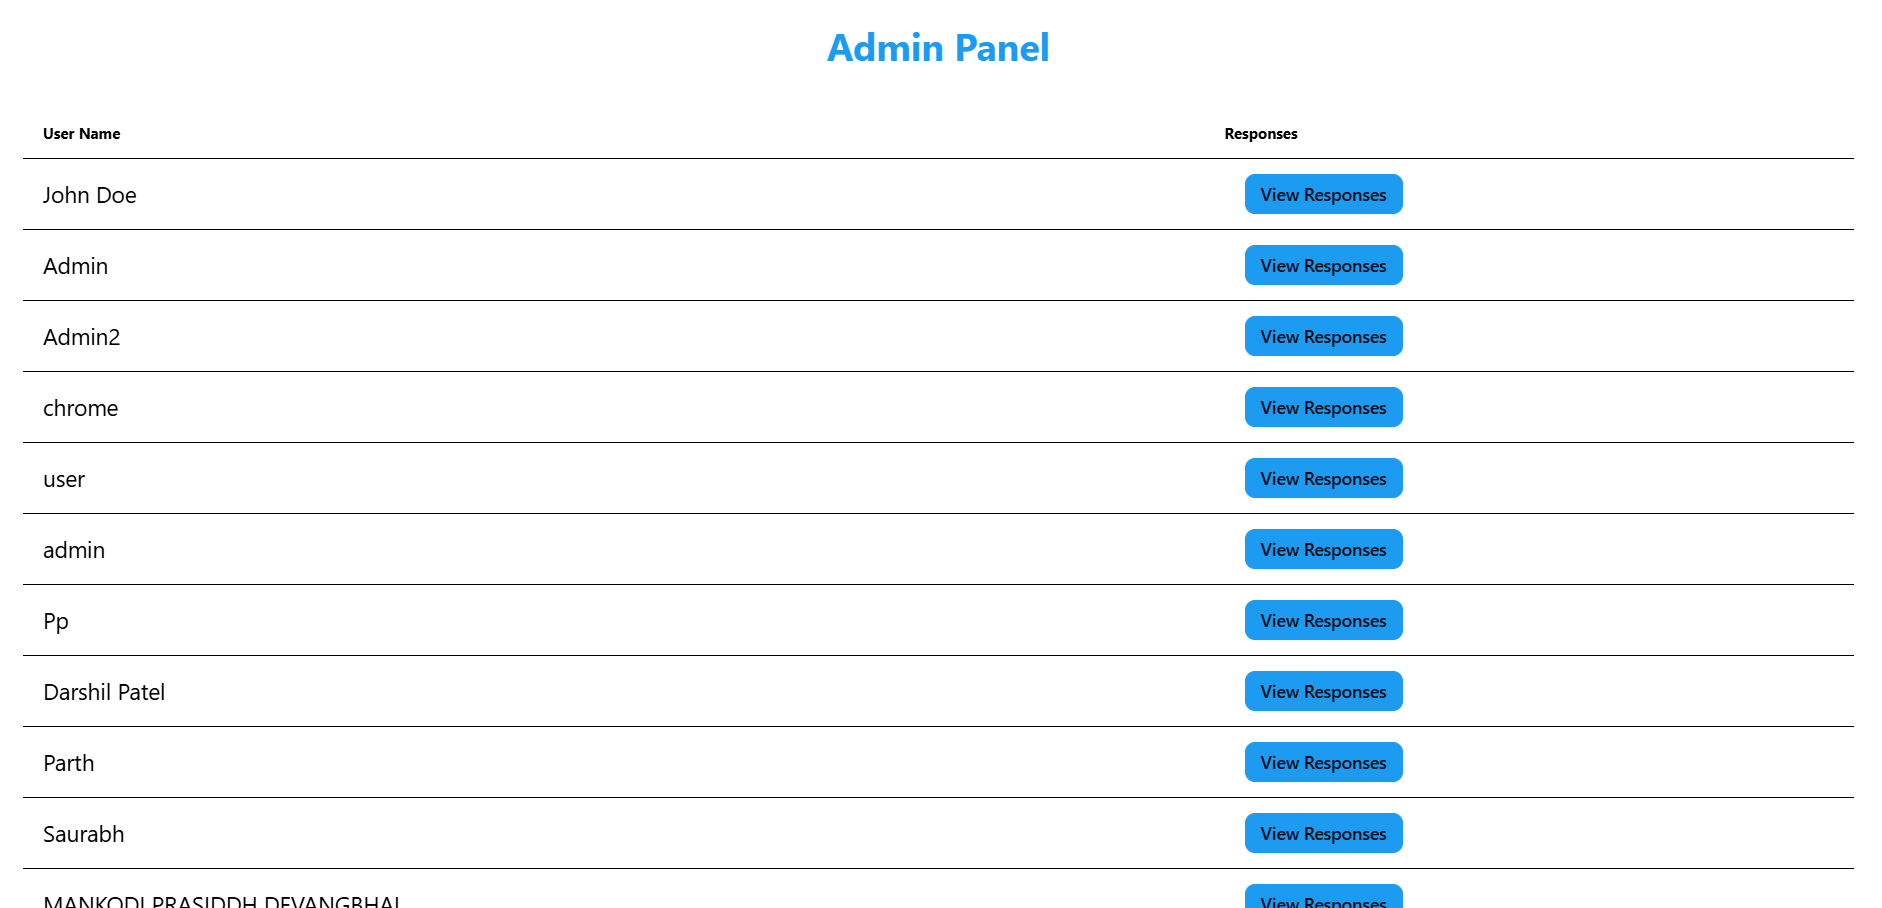 Admin Panel
User Name Responses
John Doe View Responses
Admin View Responses
Admin2 View Responses
chrome View Responses
user View Responses
admin View Responses
Pp View Responses
Darshil Patel View Responses
Parth View Responses
Saurabh View Responses
MANKODI PRASIDDH DEVANGBHAI View Responses